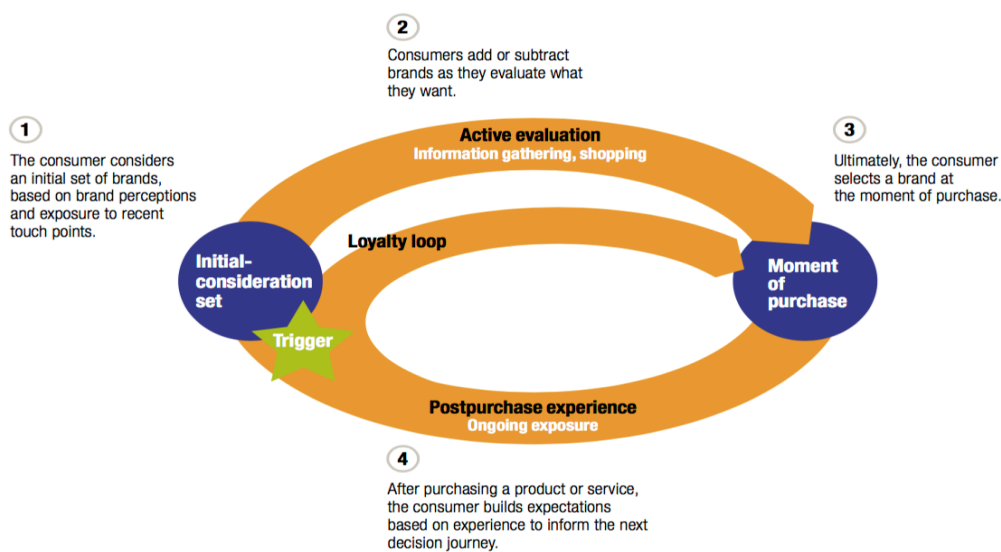 1
The consumer considers
an initial set of brands,
based on brand perceptions
and exposure to recent
touch points.
2
Consumers add or subtract
brands as they evaluate what
they want.
3
Ultimately, the consumer
selects a brand at
the moment of purchase.
Active evaluation
Information gathering, shopping
Loyalty loop
Initial-
consideration
set
Trigger
Moment
of
purchase
Postpurchase experience
Ongoing exposure
4
After purchasing a product or service,
the consumer builds expectations
based on experience to inform the next
decision journey.